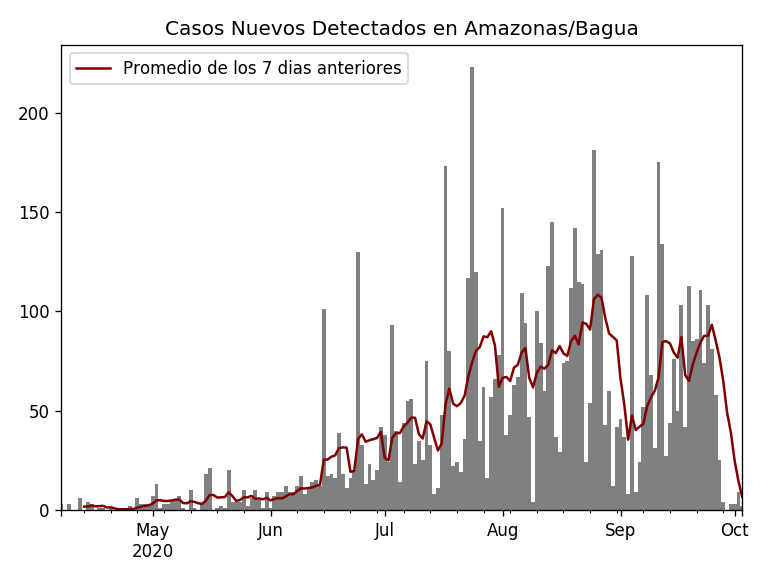 Casos Nuevos Detectados en Amazonas/Bagua
Promedio de los 7 dias anteriores
200
150
100
50
0
May Jun Jul Aug Sep Oct
2020